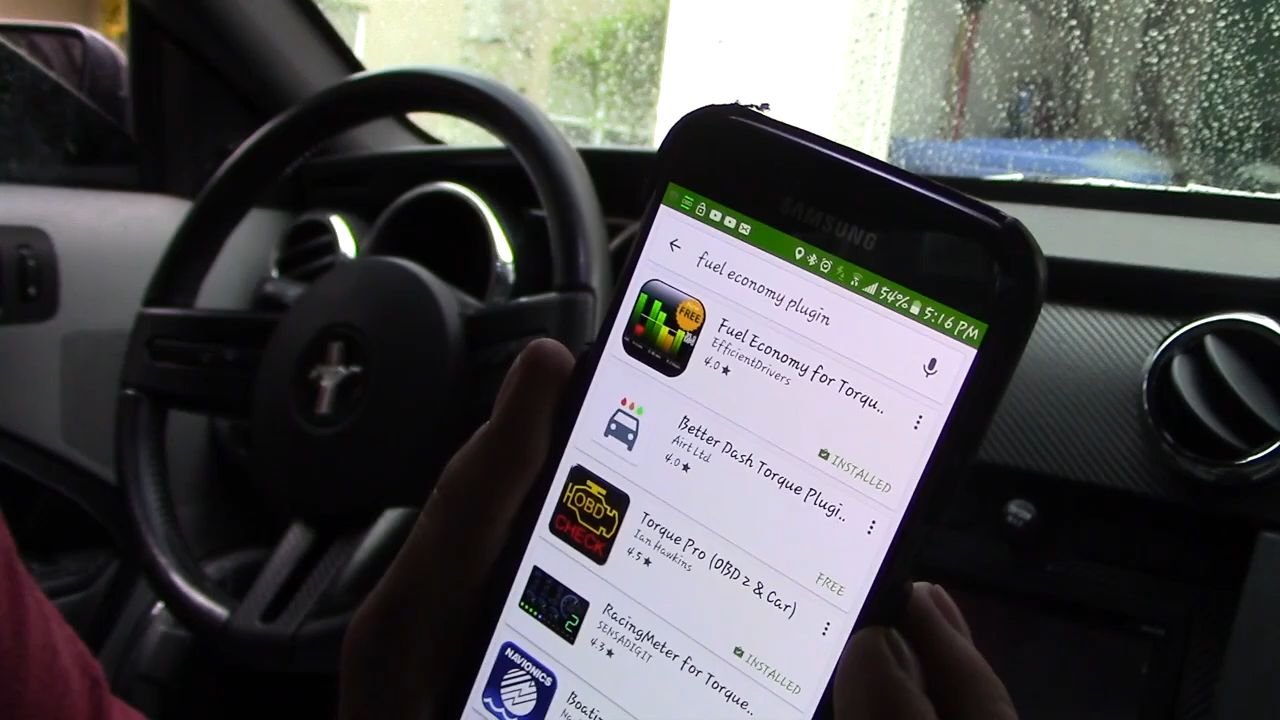 SAMSUNG
54% 5:16 PM
fuel economy plugin
FREE
Fuel Economy for Torqu..
EfficientDrivers
4.0★
INSTALLED
Better Dash Torque Plugi..
Airt Ltd
4.0★
FREE
OBD
CHECK
Torque Pro (OBD 2 & Car)
Ian Hawkins
4.5★
INSTALLED
2
RacingMeter for Torque..
SENSADIGIT
4.3★
NAVIONICS